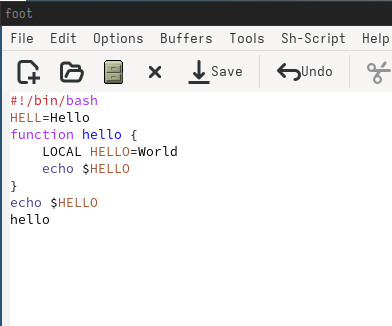 foot
File Edit Options Buffers Tools Sh-Script Help
Save Undo
#!/bin/bash
HELL=Hello
function hello {
    LOCAL HELLO=World
    echo $HELLO
}
echo $HELLO
hello